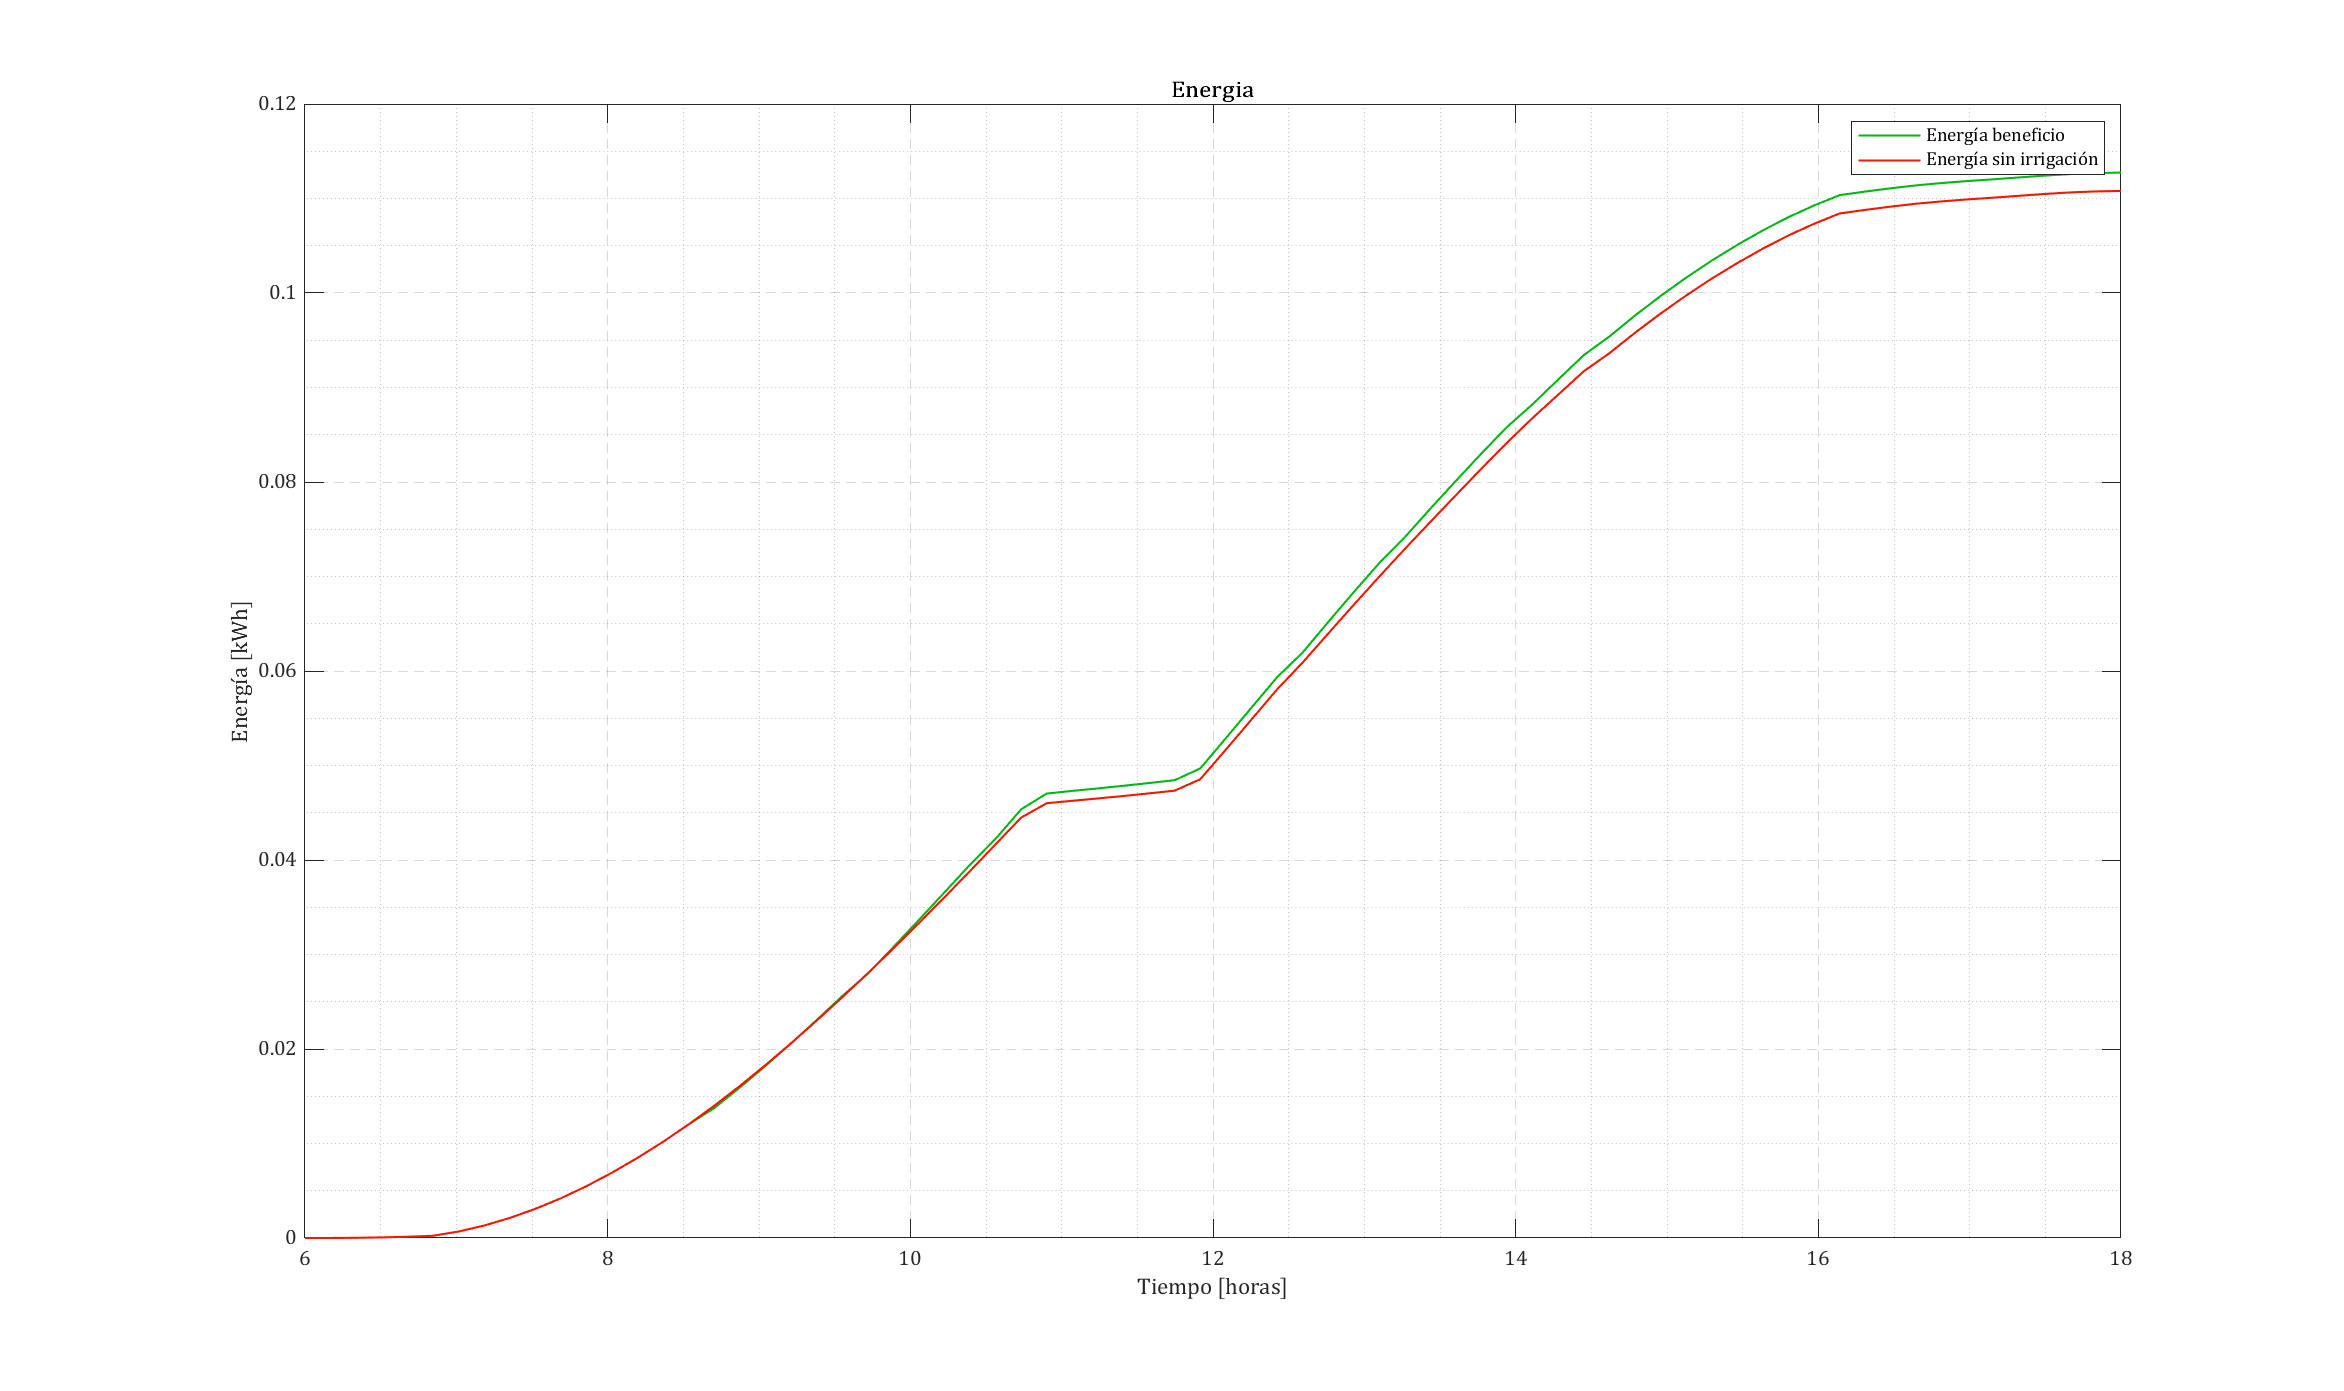 Energia
Energía beneficio
Energía sin irrigación
0.12
0.1
0.08
0.06
0.04
0.02
0
Energía [kWh]
6 8 10 12 14 16 18
Tiempo [horas]